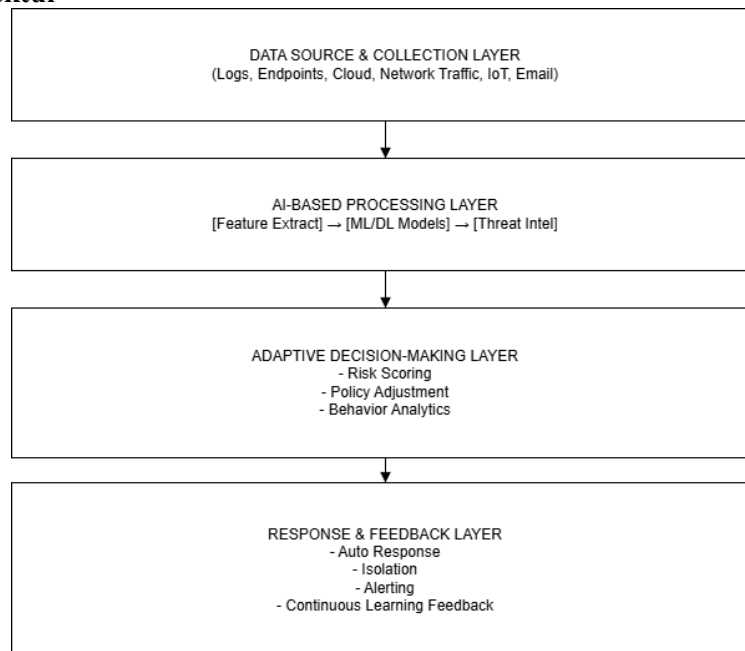 DATA SOURCE & COLLECTION LAYER
(Logs, Endpoints, Cloud, Network Traffic, IoT, Email)
AI-BASED PROCESSING LAYER
[Feature Extract] → [ML/DL Models] → [Threat Intel]
ADAPTIVE DECISION-MAKING LAYER
- Risk Scoring
- Policy Adjustment
- Behavior Analytics
RESPONSE & FEEDBACK LAYER
- Auto Response
- Isolation
- Alerting
- Continuous Learning Feedback